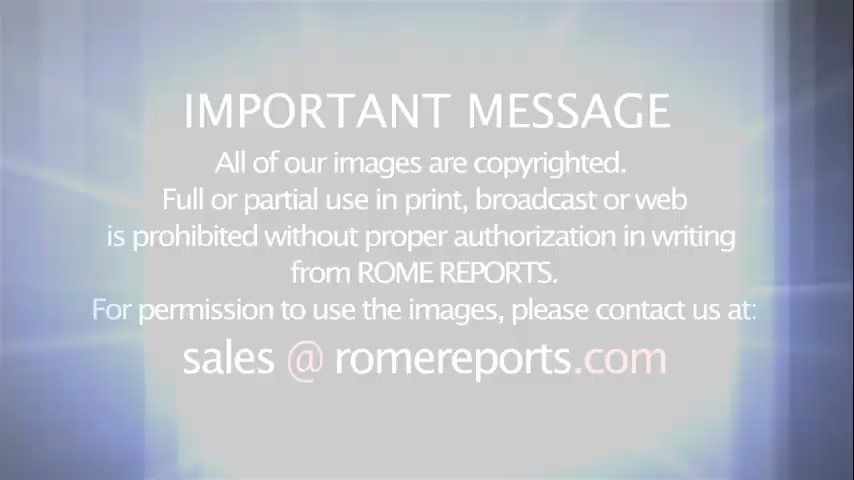 IMPORTANT MESSAGE
All of our images are copyrighted.
Full or partial use in print, broadcast or web
is prohibited without proper authorization in writing
from ROME REPORTS.
For permission to use the images, please contact us at:
sales @ romereports.com